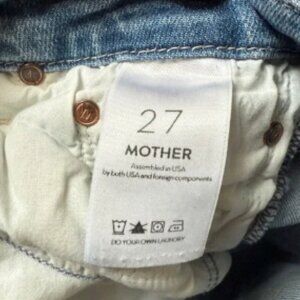 27
MOTHER
Assembled in USA
by both USA and foreign components
DO YOUR OWN LAUNDRY